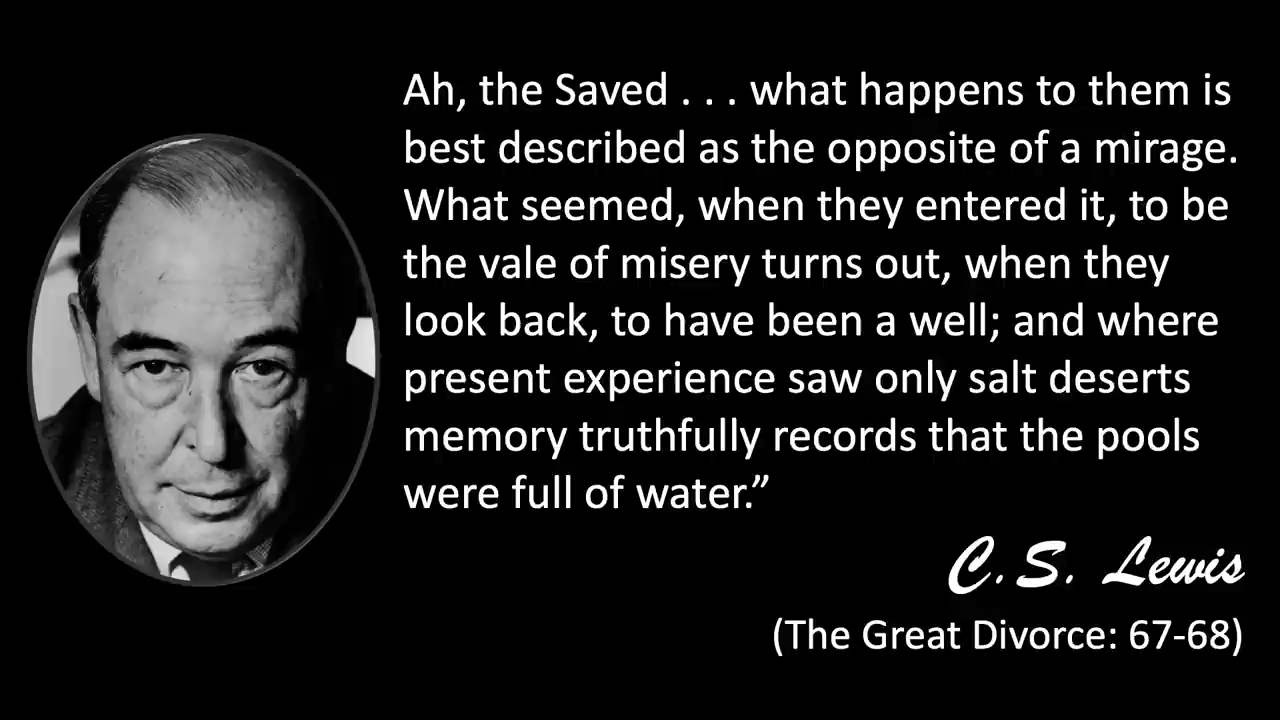 Ah, the Saved . . . what happens to them is
best described as the opposite of a mirage.
What seemed, when they entered it, to be
the vale of misery turns out, when they
look back, to have been a well; and where
present experience saw only salt deserts
memory truthfully records that the pools
were full of water.”
C.S. Lewis
(The Great Divorce: 67-68)